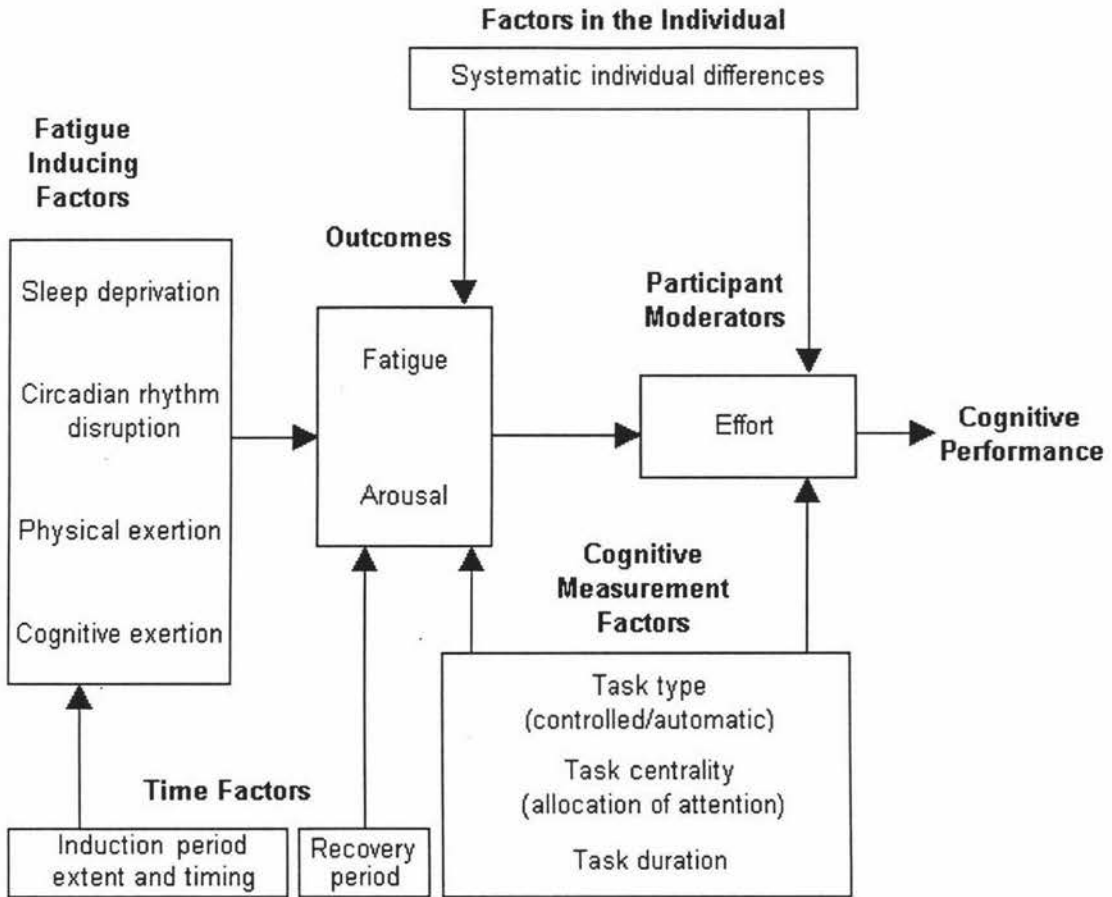 Factors in the Individual
Systematic individual differences
Fatigue
Inducing
Factors
Sleep deprivation
Circadian rhythm
disruption
Physical exertion
Cognitive exertion
Outcomes
Fatigue
Arousal
Participant
Moderators
Effort
Cognitive
Performance
Cognitive
Measurement
Factors
Task type
(controlled/automatic)
Task centrality
(allocation of attention)
Task duration
Time Factors
Induction period
extent and timing
Recovery
period